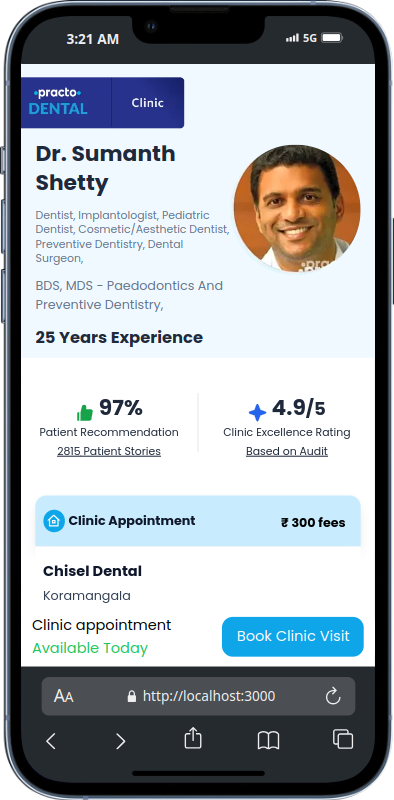 3:21 AM
5G
practo
DENTAL
Clinic
Dr. Sumanth
Shetty
Dentist, Implantologist, Pediatric
Dentist, Cosmetic/Aesthetic Dentist,
Preventive Dentistry, Dental
Surgeon,
BDS, MDS - Paedodontics And
Preventive Dentistry,
25 Years Experience
97%
Patient Recommendation
2815 Patient Stories
4.9/5
Clinic Excellence Rating
Based on Audit
Clinic Appointment
₹ 300 fees
Chisel Dental
Koramangala
Clinic appointment
Available Today
Book Clinic Visit
AA
http://localhost:3000